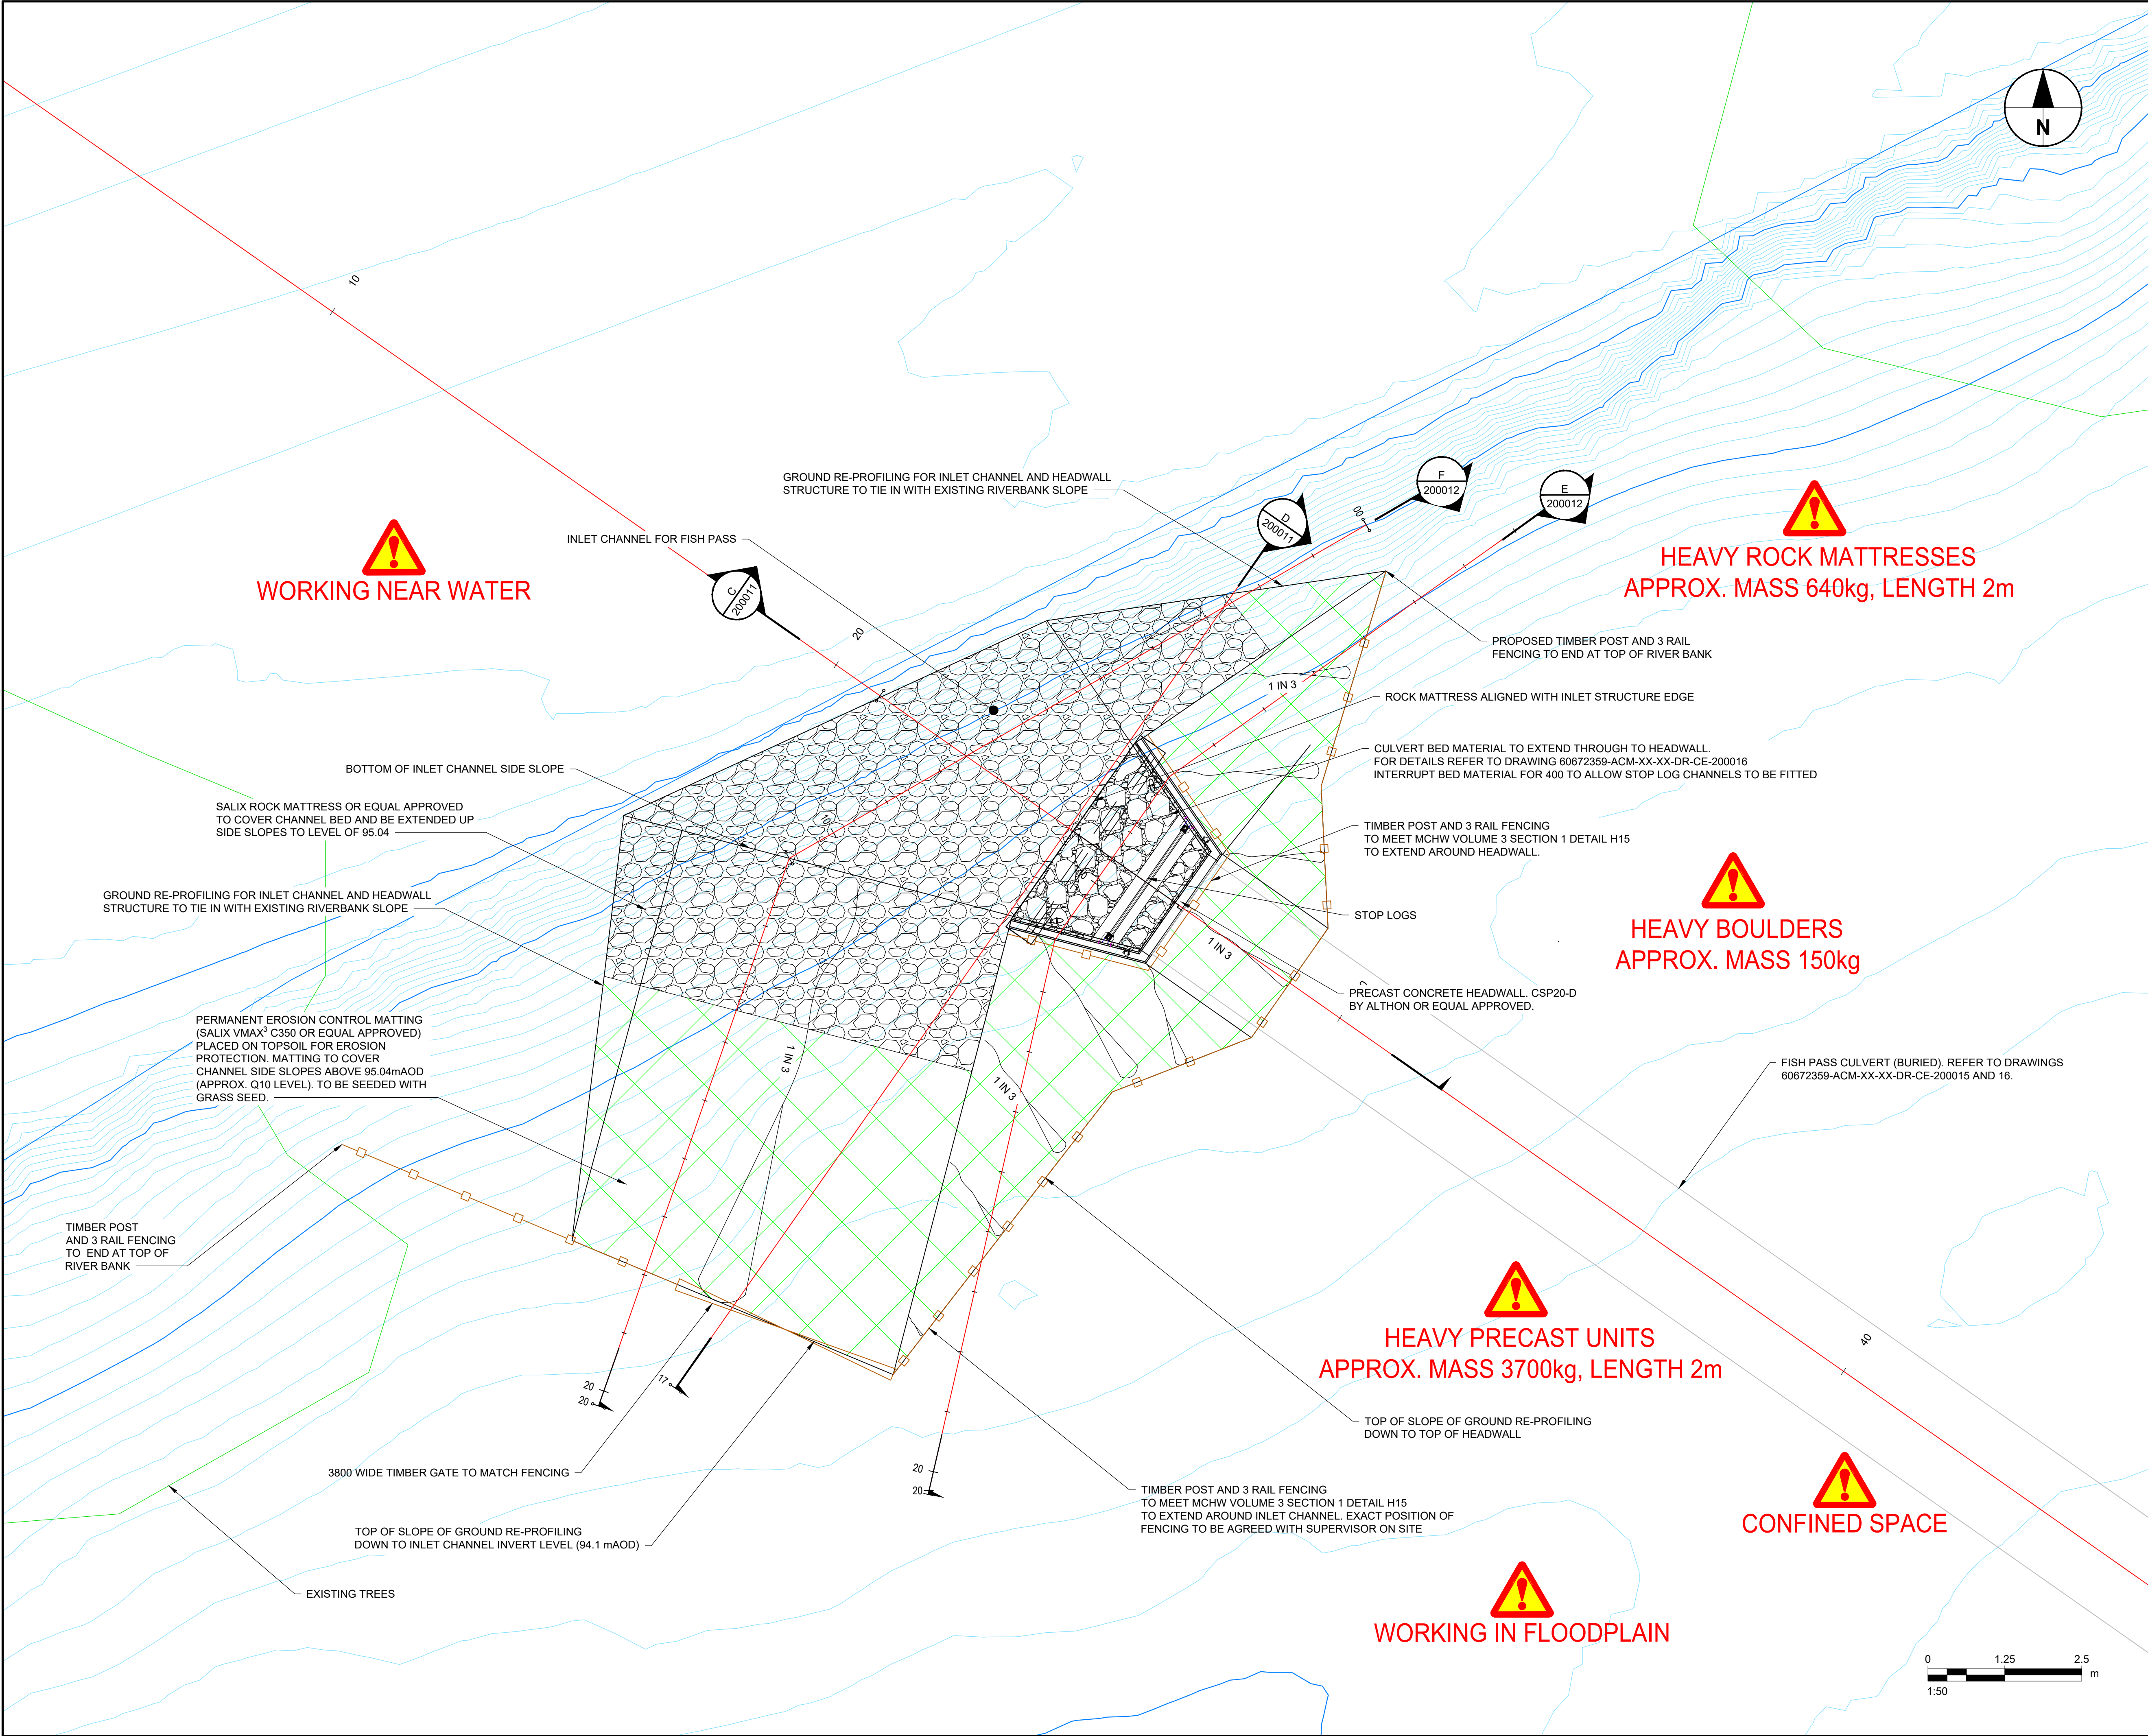 N
10
GROUND RE-PROFILING FOR INLET CHANNEL AND HEADWALL
STRUCTURE TO TIE IN WITH EXISTING RIVERBANK SLOPE
F
200012
E
200012
D
200011
00
INLET CHANNEL FOR FISH PASS
WORKING NEAR WATER
HEAVY ROCK MATTRESSES
APPROX. MASS 640kg, LENGTH 2m
C
200011
20
PROPOSED TIMBER POST AND 3 RAIL
FENCING TO END AT TOP OF RIVER BANK
1 IN 3
ROCK MATTRESS ALIGNED WITH INLET STRUCTURE EDGE
CULVERT BED MATERIAL TO EXTEND THROUGH TO HEADWALL.
FOR DETAILS REFER TO DRAWING 60672359-ACM-XX-XX-DR-CE-200016
INTERRUPT BED MATERIAL FOR 400 TO ALLOW STOP LOG CHANNELS TO BE FITTED
BOTTOM OF INLET CHANNEL SIDE SLOPE
SALIX ROCK MATTRESS OR EQUAL APPROVED
TO COVER CHANNEL BED AND BE EXTENDED UP
SIDE SLOPES TO LEVEL OF 95.04
10
TIMBER POST AND 3 RAIL FENCING
TO MEET MCHW VOLUME 3 SECTION 1 DETAIL H15
TO EXTEND AROUND HEADWALL.
GROUND RE-PROFILING FOR INLET CHANNEL AND HEADWALL
STRUCTURE TO TIE IN WITH EXISTING RIVERBANK SLOPE
STOP LOGS
HEAVY BOULDERS
APPROX. MASS 150kg
1 IN 3
PRECAST CONCRETE HEADWALL. CSP20-D
BY ALTHON OR EQUAL APPROVED.
PERMANENT EROSION CONTROL MATTING
(SALIX VMAX³ C350 OR EQUAL APPROVED)
PLACED ON TOPSOIL FOR EROSION
PROTECTION. MATTING TO COVER
CHANNEL SIDE SLOPES ABOVE 95.04mAOD
(APPROX. Q10 LEVEL). TO BE SEEDED WITH
GRASS SEED.
1 IN 3
1 IN 3
FISH PASS CULVERT (BURIED). REFER TO DRAWINGS
60672359-ACM-XX-XX-DR-CE-200015 AND 16.
TIMBER POST
AND 3 RAIL FENCING
TO END AT TOP OF
RIVER BANK
HEAVY PRECAST UNITS
APPROX. MASS 3700kg, LENGTH 2m
40
20
20
17
TOP OF SLOPE OF GROUND RE-PROFILING
DOWN TO TOP OF HEADWALL
3800 WIDE TIMBER GATE TO MATCH FENCING
20
20
TIMBER POST AND 3 RAIL FENCING
TO MEET MCHW VOLUME 3 SECTION 1 DETAIL H15
TO EXTEND AROUND INLET CHANNEL. EXACT POSITION OF
FENCING TO BE AGREED WITH SUPERVISOR ON SITE
CONFINED SPACE
TOP OF SLOPE OF GROUND RE-PROFILING
DOWN TO INLET CHANNEL INVERT LEVEL (94.1 mAOD)
EXISTING TREES
WORKING IN FLOODPLAIN
0 1.25 2.5
m
1:50